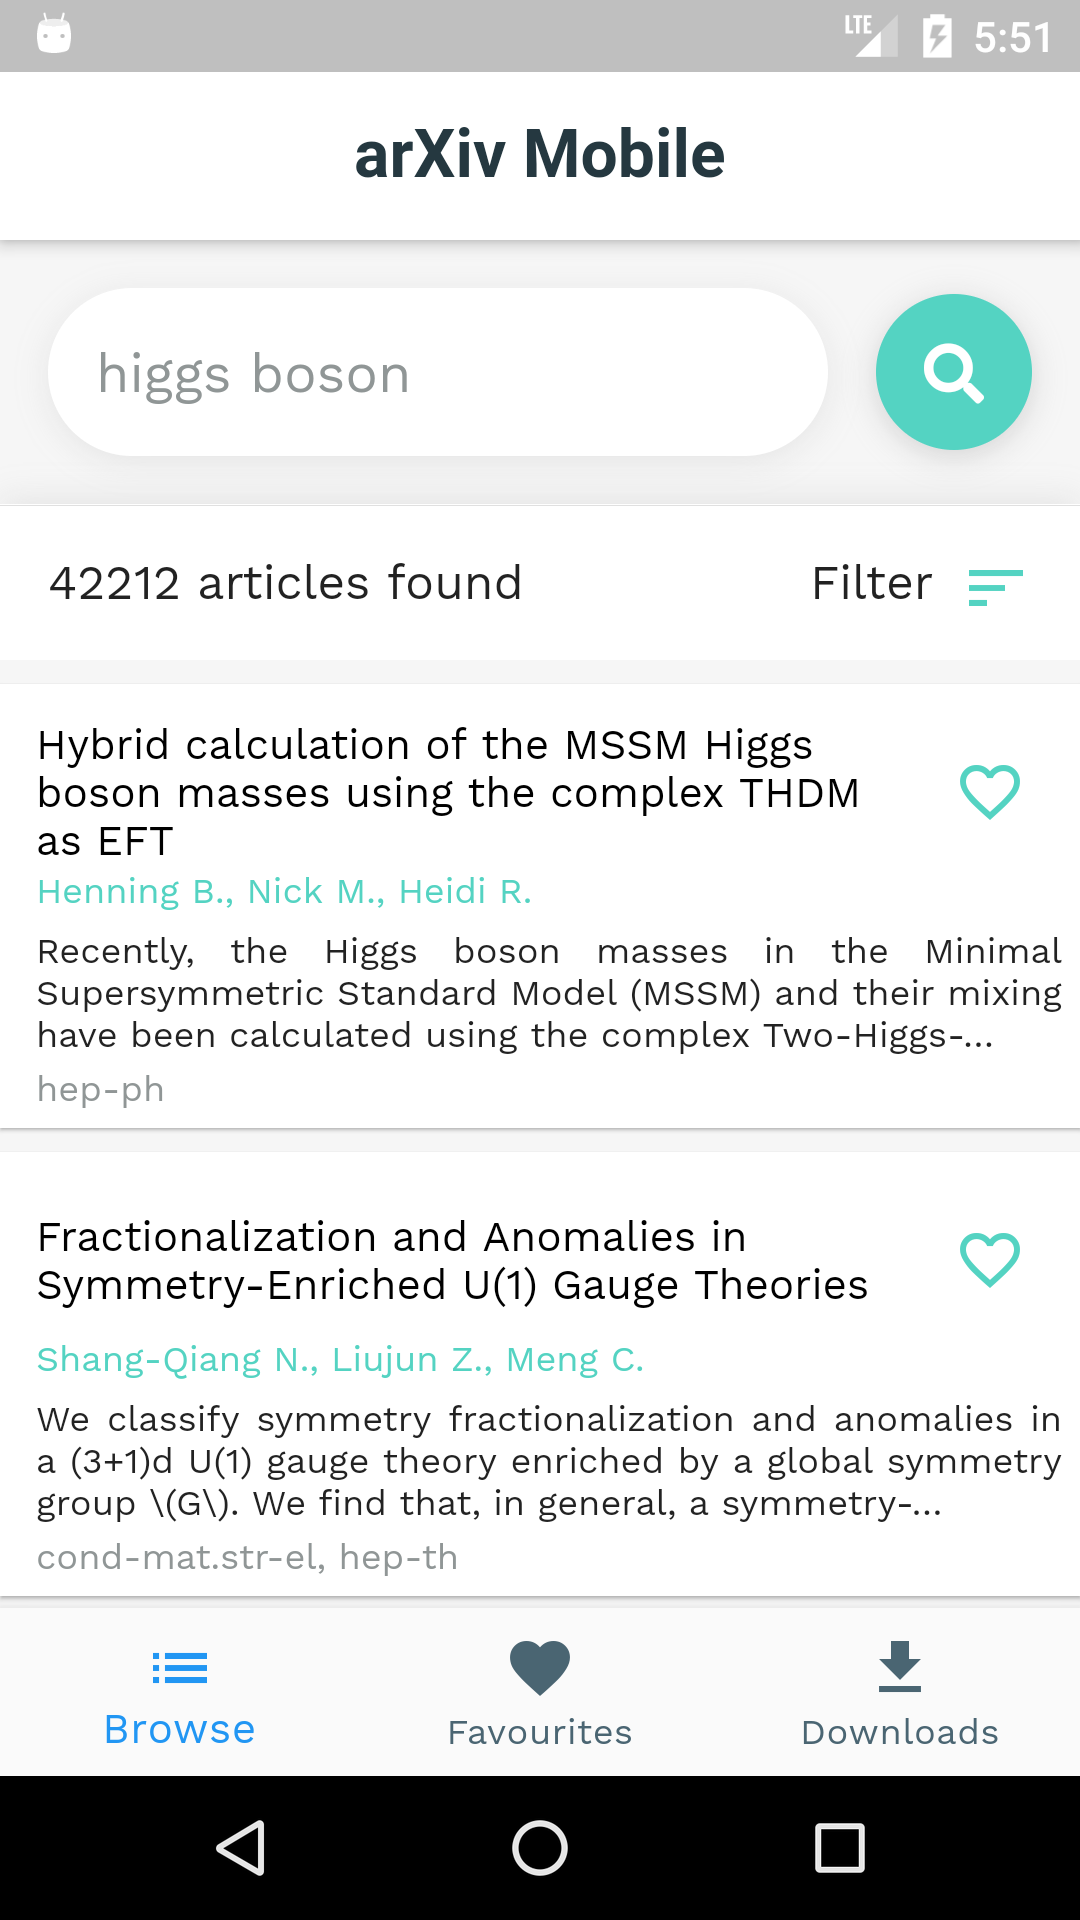 LTE 5:51
arXiv Mobile
higgs boson
42212 articles found Filter
Hybrid calculation of the MSSM Higgs
boson masses using the complex THDM
as EFT
Henning B., Nick M., Heidi R.
Recently, the Higgs boson masses in the Minimal
Supersymmetric Standard Model (MSSM) and their mixing
have been calculated using the complex Two-Higgs-...
hep-ph
Fractionalization and Anomalies in
Symmetry-Enriched U(1) Gauge Theories
Shang-Qiang N., Liujun Z., Meng C.
We classify symmetry fractionalization and anomalies in
a (3+1)d U(1) gauge theory enriched by a global symmetry
group \(G\). We find that, in general, a symmetry-...
cond-mat.str-el, hep-th
Browse Favourites Downloads